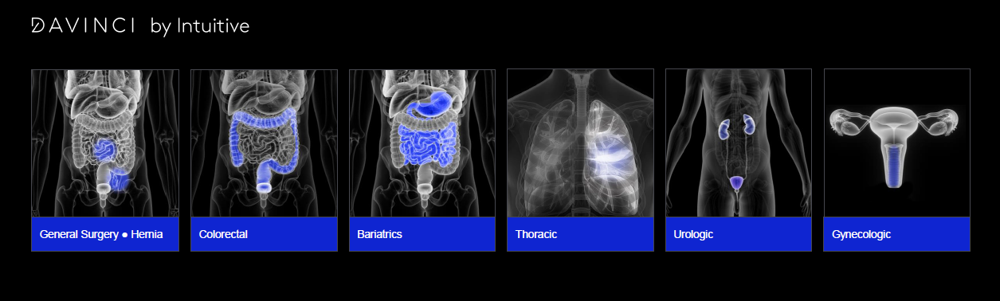 DAVINCI by Intuitive
General Surgery ● Hernia
Colorectal
Bariatrics
Thoracic
Urologic
Gynecologic